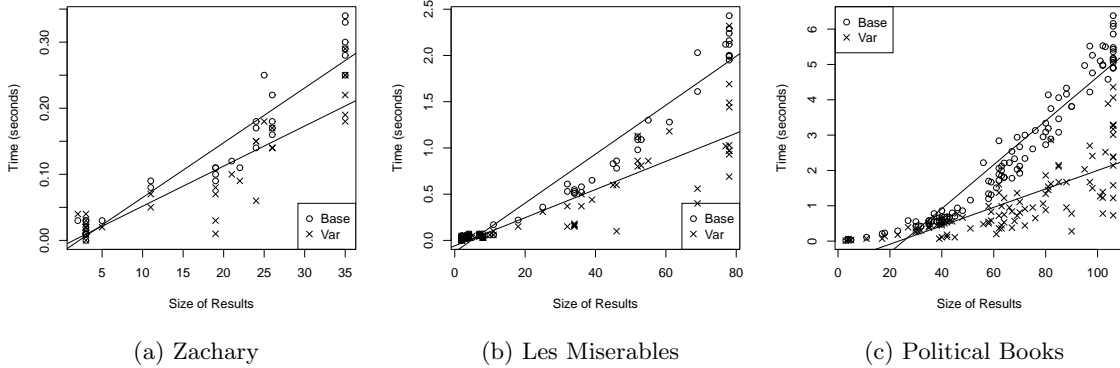 0.00
0.10
0.20
0.30
Time (seconds)
5
10
15
20
25
30
35
Size of Results
Base
Var
(a) Zachary
0.0
0.5
1.0
1.5
2.0
2.5
Time (seconds)
0
20
40
60
80
Size of Results
Base
Var
(b) Les Miserables
0
1
2
3
4
5
6
Time (seconds)
0
20
40
60
80
100
Size of Results
Base
Var
(c) Political Books